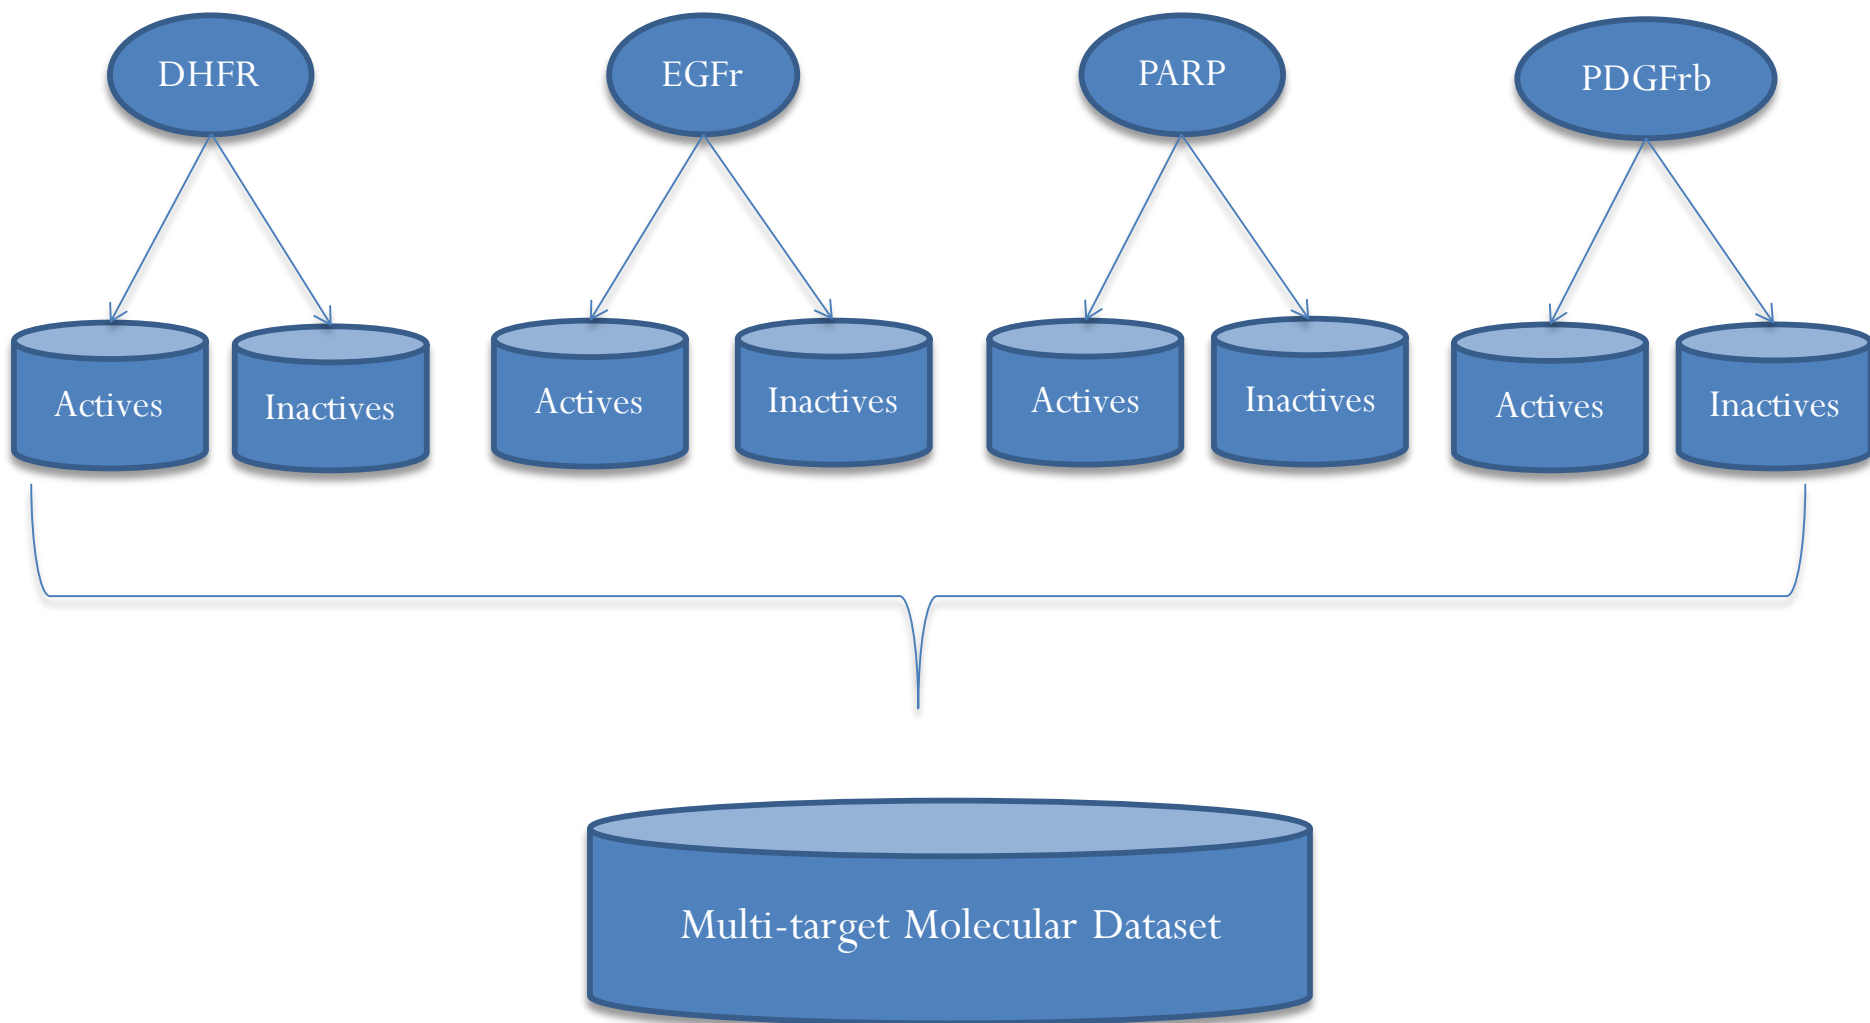 DHFR
EGFr
PARP
PDGFrb
Actives
Inactives
Actives
Inactives
Actives
Inactives
Actives
Inactives
Multi-target Molecular Dataset